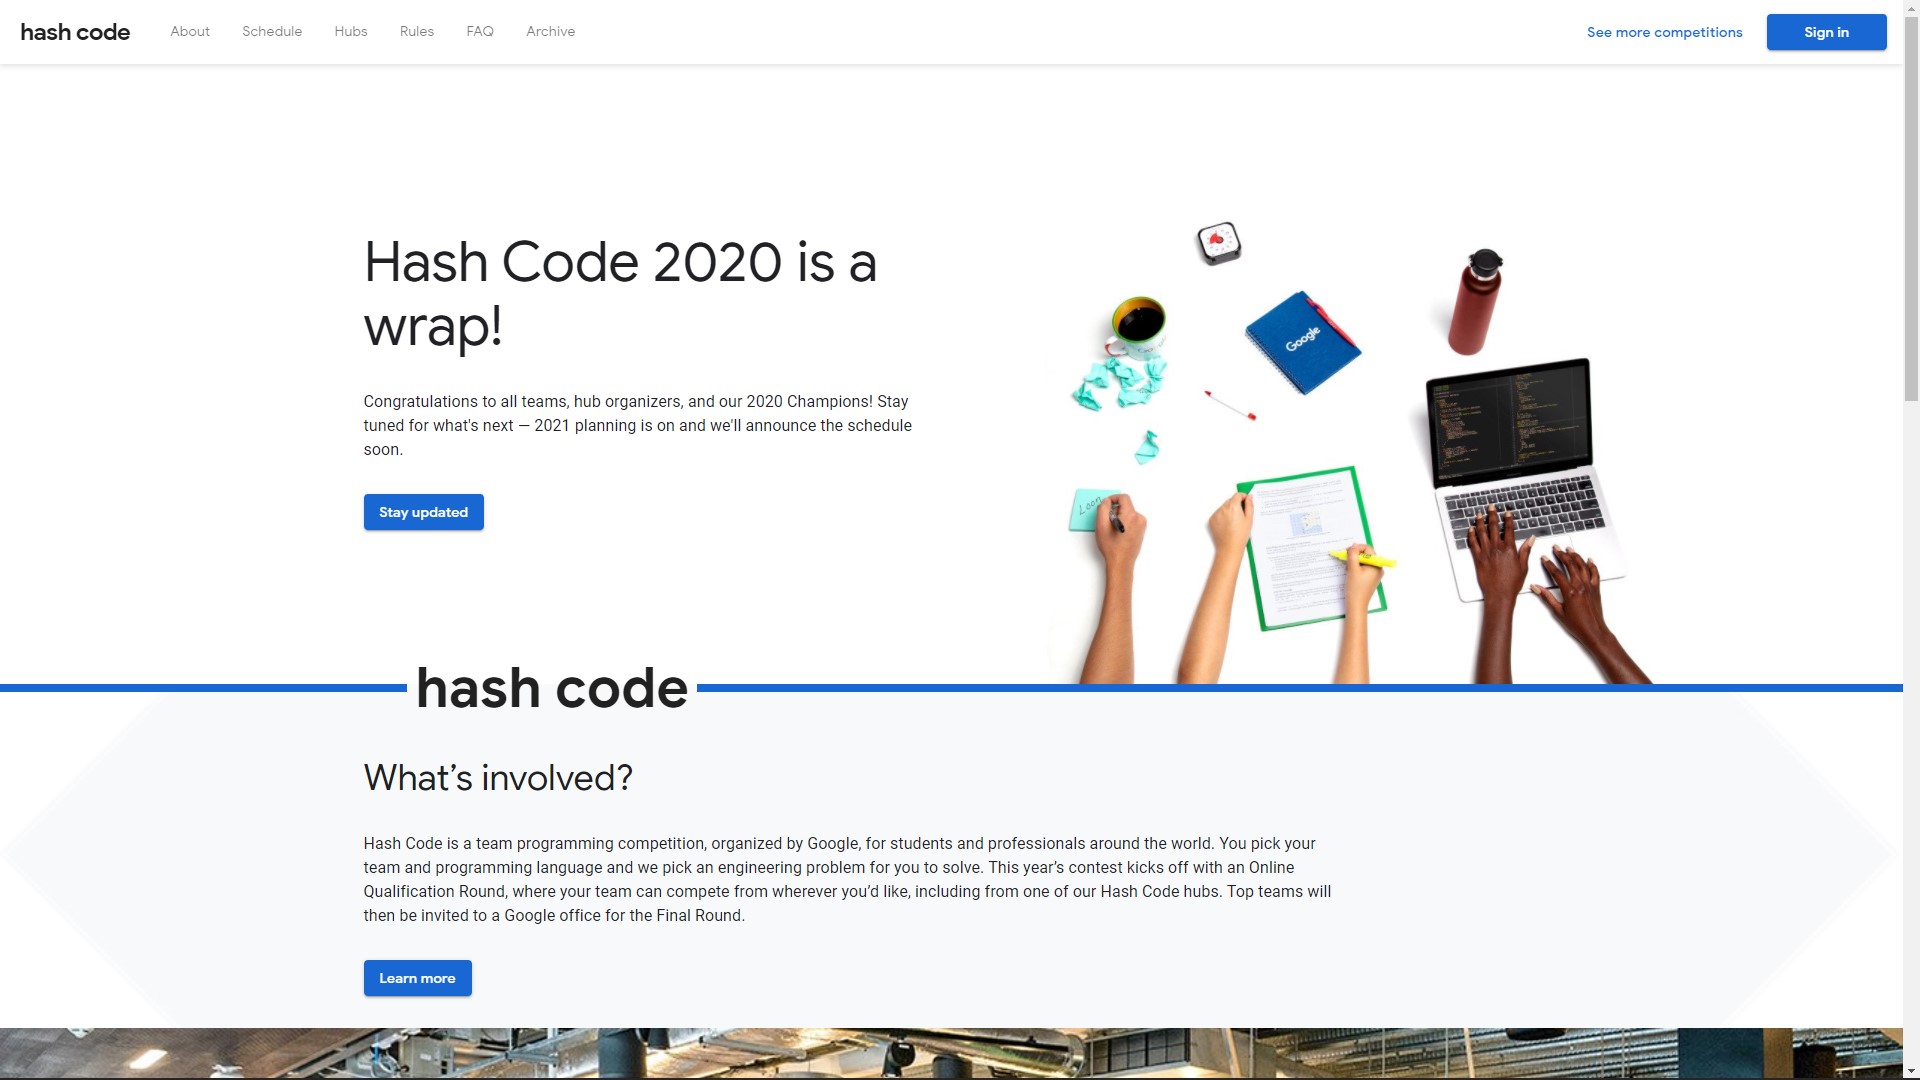 hash code
About
Schedule
Hubs
Rules
FAQ
Archive
See more competitions
Sign in
Hash Code 2020 is a
wrap!
Congratulations to all teams, hub organizers, and our 2020 Champions! Stay
tuned for what's next — 2021 planning is on and we'll announce the schedule
soon.
Stay updated
Google
hash code
What’s involved?
Hash Code is a team programming competition, organized by Google, for students and professionals around the world. You pick your
team and programming language and we pick an engineering problem for you to solve. This year’s contest kicks off with an Online
Qualification Round, where your team can compete from wherever you’d like, including from one of our Hash Code hubs. Top teams will
then be invited to a Google office for the Final Round.
Learn more